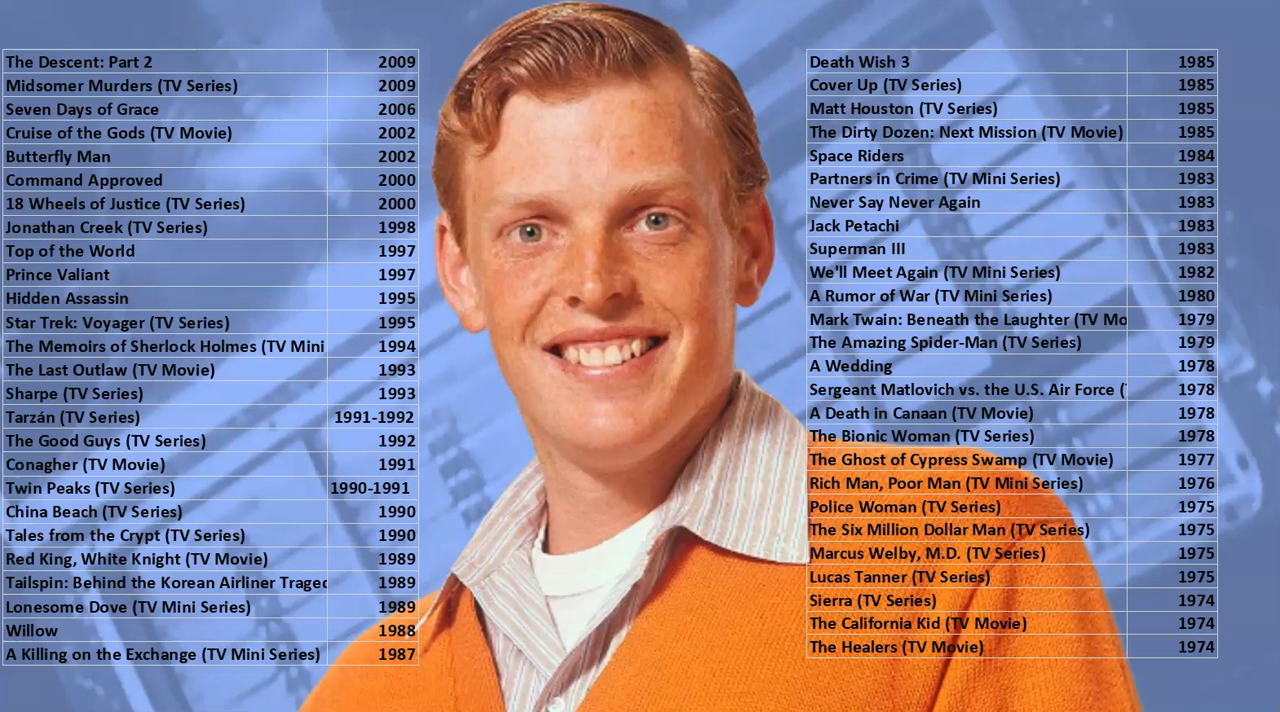 The Descent: Part 2 2009
Midsomer Murders (TV Series) 2009
Seven Days of Grace 2006
Cruise of the Gods (TV Movie) 2002
Butterfly Man 2002
Command Approved 2000
18 Wheels of Justice (TV Series) 2000
Jonathan Creek (TV Series) 1998
Top of the World 1997
Prince Valiant 1997
Hidden Assassin 1995
Star Trek: Voyager (TV Series) 1995
The Memoirs of Sherlock Holmes (TV Mini 1994
The Last Outlaw (TV Movie) 1993
Sharpe (TV Series) 1993
Tarzán (TV Series) 1991-1992
The Good Guys (TV Series) 1992
Conagher (TV Movie) 1991
Twin Peaks (TV Series) 1990-1991
China Beach (TV Series) 1990
Tales from the Crypt (TV Series) 1990
Red King, White Knight (TV Movie) 1989
Tailspin: Behind the Korean Airliner Traged 1989
Lonesome Dove (TV Mini Series) 1989
Willow 1988
A Killing on the Exchange (TV Mini Series) 1987
Death Wish 3 1985
Cover Up (TV Series) 1985
Matt Houston (TV Series) 1985
The Dirty Dozen: Next Mission (TV Movie) 1985
Space Riders 1984
Partners in Crime (TV Mini Series) 1983
Never Say Never Again 1983
Jack Petachi 1983
Superman III 1983
We'll Meet Again (TV Mini Series) 1982
A Rumor of War (TV Mini Series) 1980
Mark Twain: Beneath the Laughter (TV Mo 1979
The Amazing Spider-Man (TV Series) 1979
A Wedding 1978
Sergeant Matlovich vs. the U.S. Air Force ( 1978
A Death in Canaan (TV Movie) 1978
The Bionic Woman (TV Series) 1978
The Ghost of Cypress Swamp (TV Movie) 1977
Rich Man, Poor Man (TV Mini Series) 1976
Police Woman (TV Series) 1975
The Six Million Dollar Man (TV Series) 1975
Marcus Welby, M.D. (TV Series) 1975
Lucas Tanner (TV Series) 1975
Sierra (TV Series) 1974
The California Kid (TV Movie) 1974
The Healers (TV Movie) 1974